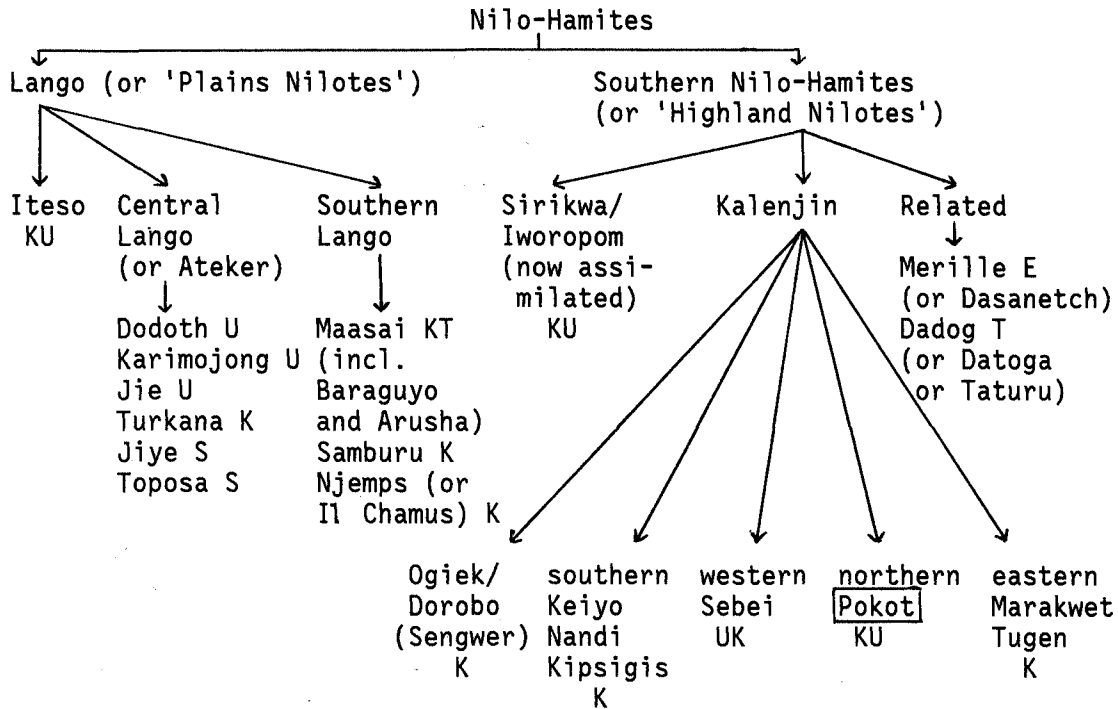 Nilo-Hamites
Lango (or 'Plains Nilotes')
Southern Nilo-Hamites
(or 'Highland Nilotes')
Iteso
KU
Central
Lango
(or Ateker)
Dodoth U
Karimojong U
Jie U
Turkana K
Jiye S
Toposa S
Southern
Lango
Maasai KT
(incl.
Baraguyo
and Arusha)
Samburu K
Njemps (or
Il Chamus) K
Sirikwa/
Iworopom
(now assi-
milated)
KU
Kalenjin
Related
Merille E
(or Dasanetch)
Dadog T
(or Datoga
or Taturu)
Ogiek/
Dorobo
(Sengwer)
K
southern
Keiyo
Nandi
Kipsigis
K
western
Sebei
UK
northern
Pokot
KU
eastern
Marakwet
Tugen
K